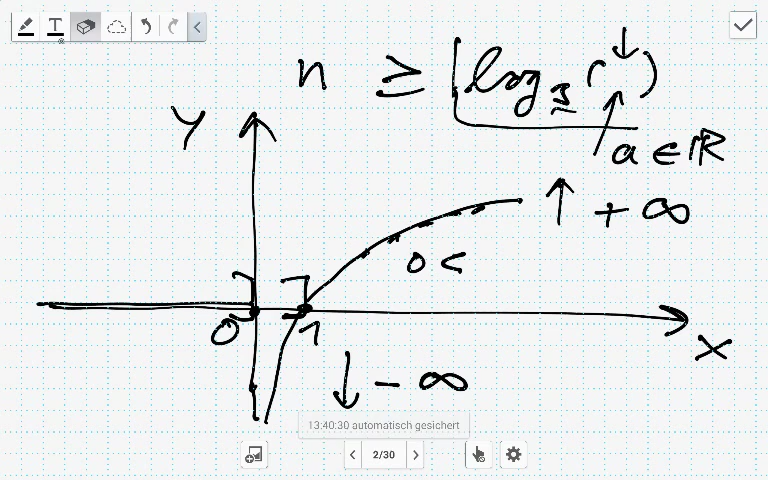 T
n ≥ log₃( )
a ∈ ℝ
Y
↑ + ∞
0 <
0 1
X
↓ - ∞
13:40:30 automatisch gesichert
2/30